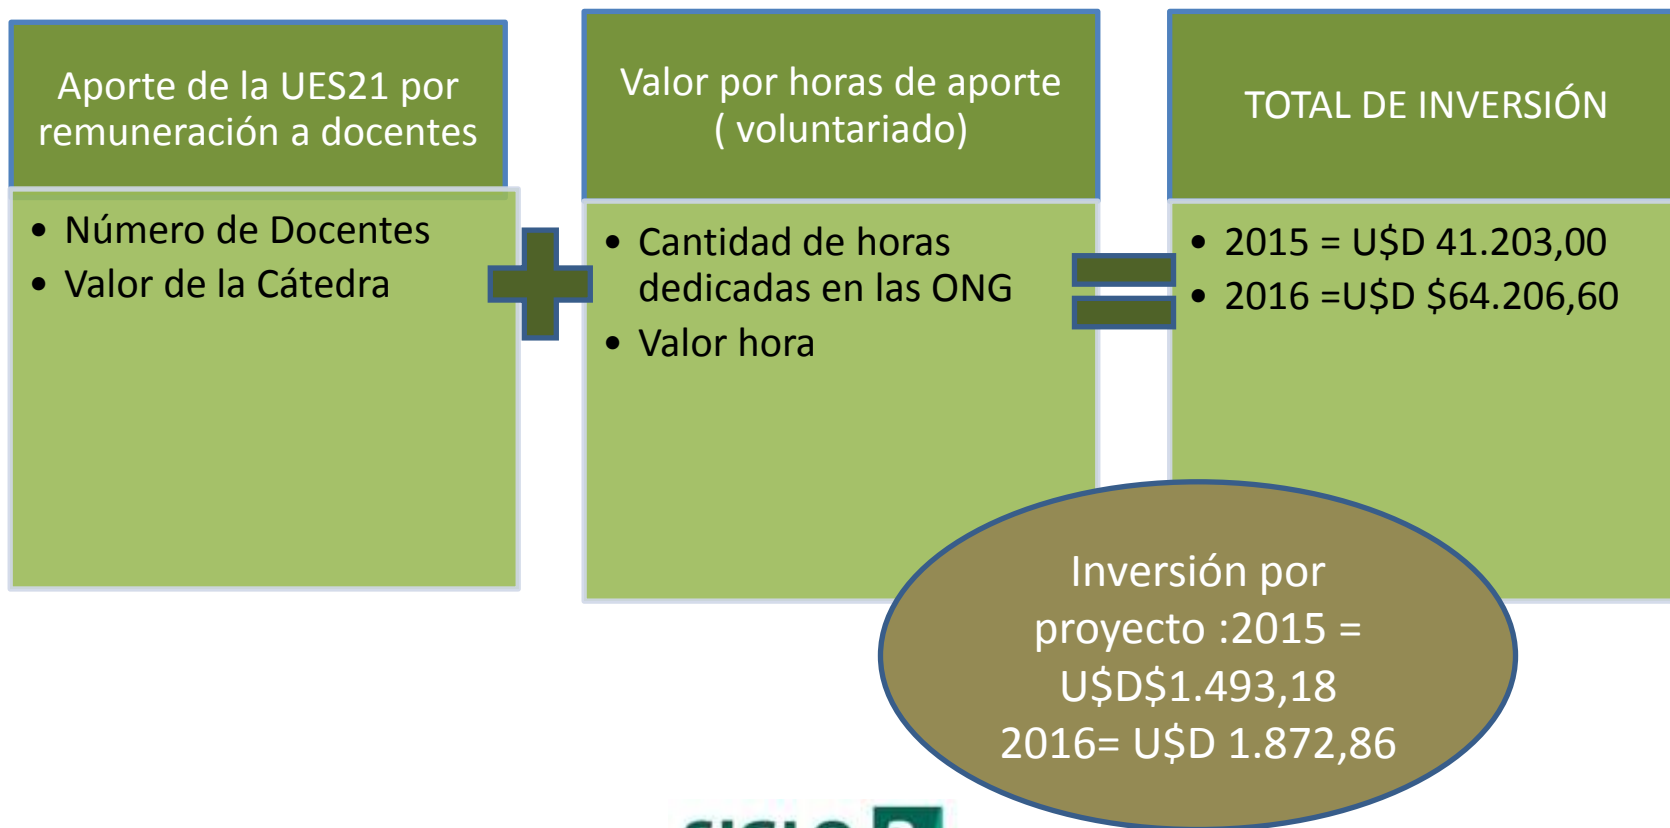 Aporte de la UES21 por
remuneración a docentes
• Número de Docentes
• Valor de la Cátedra
Valor por horas de aporte
( voluntariado)
• Cantidad de horas
dedicadas en las ONG
• Valor hora
TOTAL DE INVERSIÓN
• 2015 = U$D 41.203,00
• 2016 =U$D $64.206,60
Inversión por
proyecto :2015 =
U$D$1.493,18
2016= U$D 1.872,86